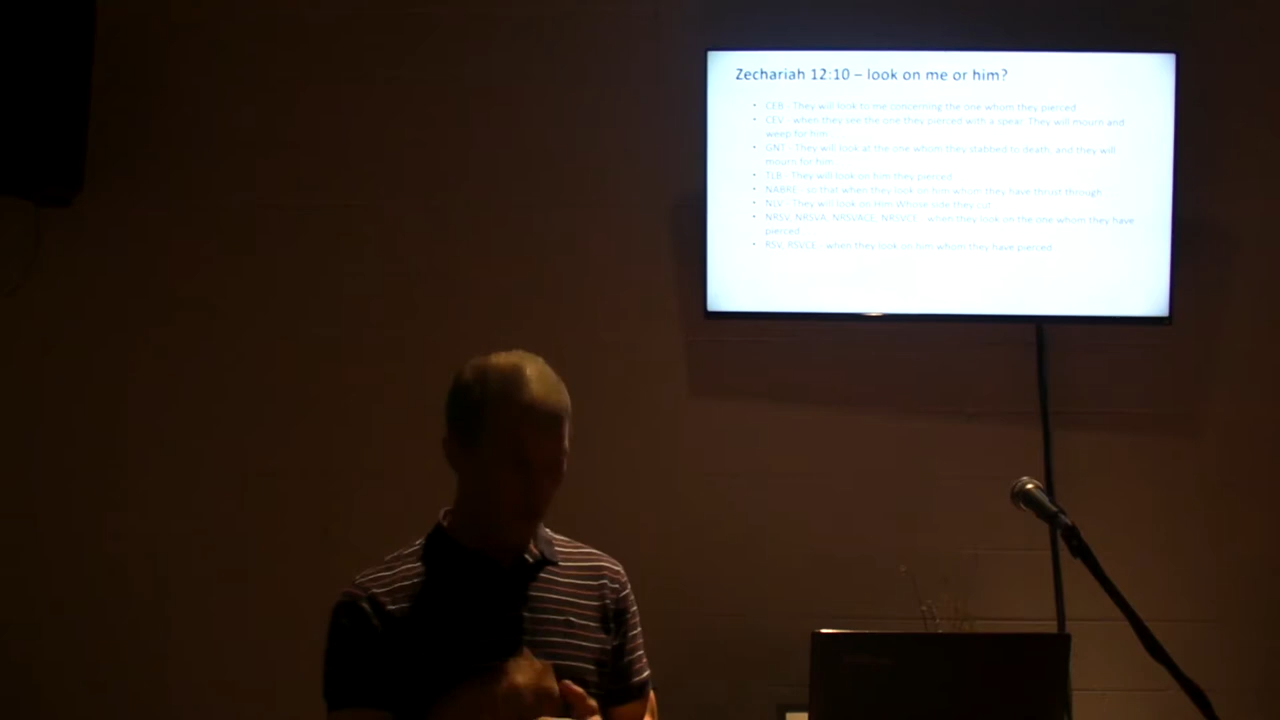 Zechariah 12:10 – look on me or him?
• CEB - They will look to me concerning the one whom they pierced
• CEV - when they see the one they pierced with a spear. They will mourn and
weep for him
• GNT - They will look at the one whom they stabbed to death, and they will
mourn for him
• TLB - They will look on him they pierced
• NABRE - so that when they look on him whom they have thrust through
• NLV - They will look on Him Whose side they cut
• NRSV, NRSVA, NRSVACE, NRSVCE - when they look on the one whom they have
pierced
• RSV, RSVCE - when they look on him whom they have pierced